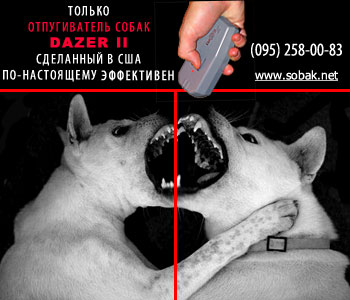 ТОЛЬКО
ОТПУГИВАТЕЛЬ СОБАК
DAZER II
СДЕЛАННЫЙ В США
ПО-НАСТОЯЩЕМУ ЭФФЕКТИВЕН
(095) 258-00-83
www.sobak.net